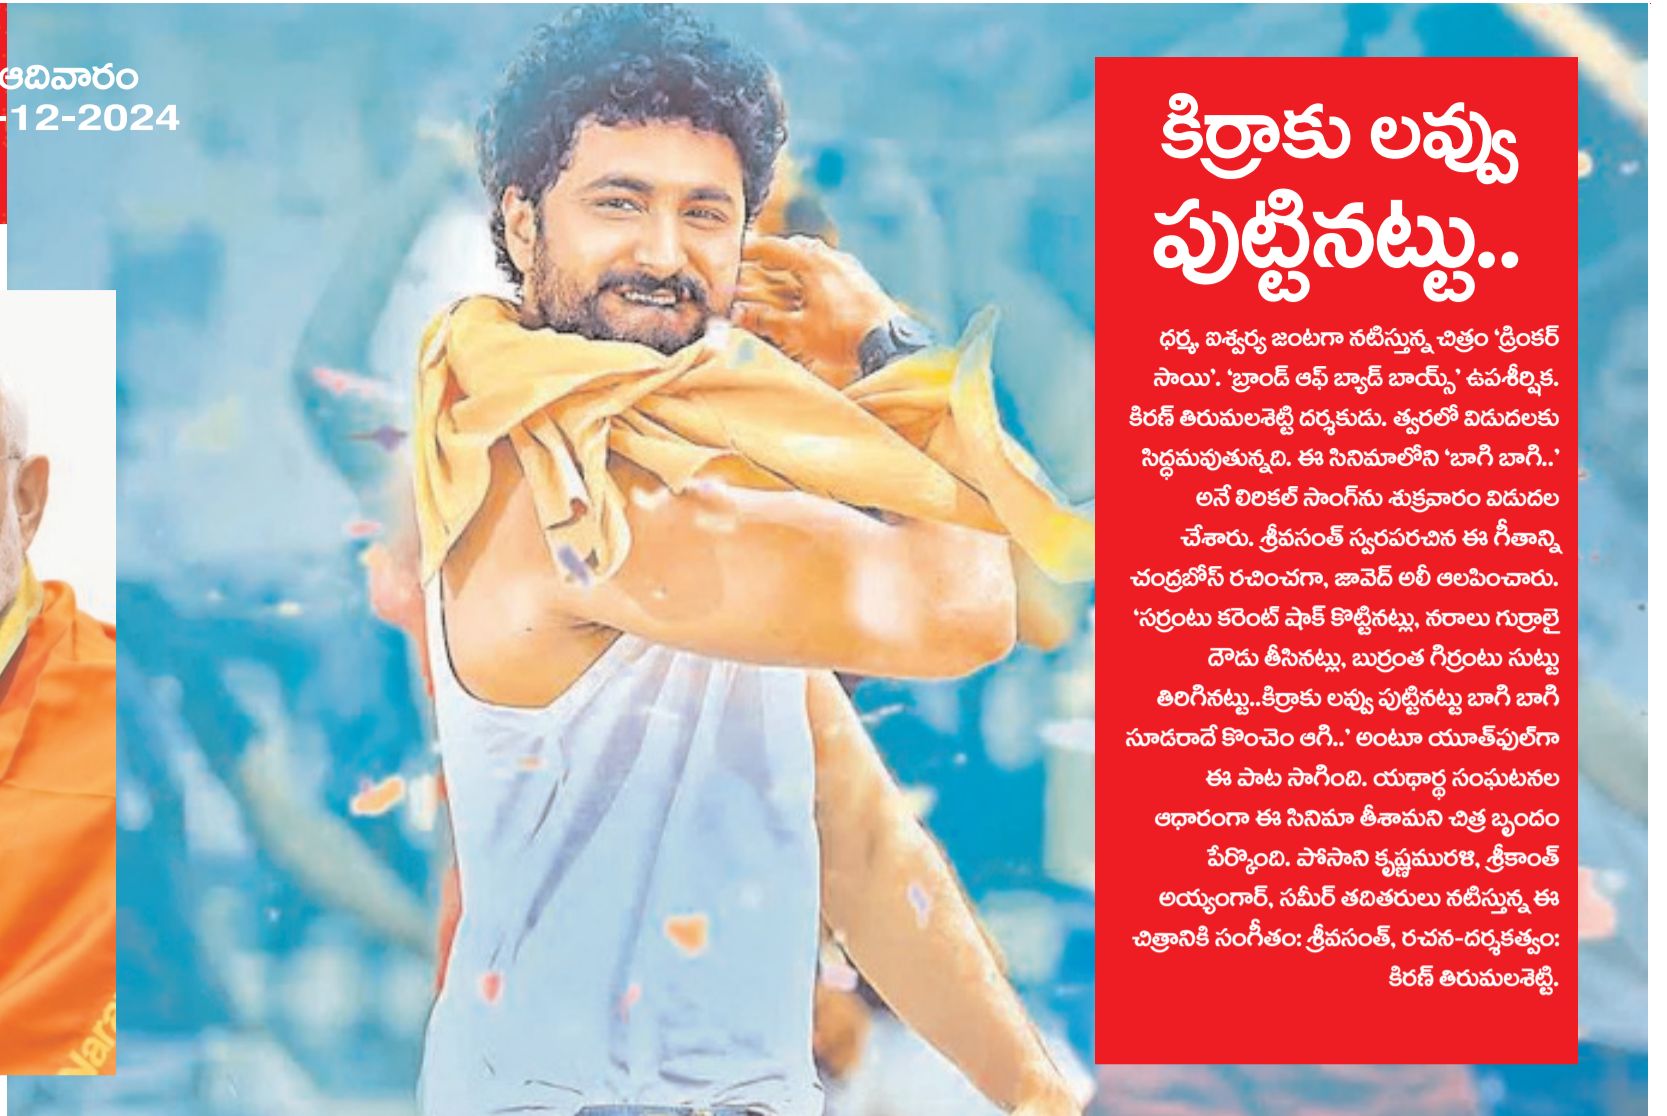 ఆదివారం
-12-2024
కిర్రాకు లవ్వు
పుట్టినట్టు..
ధర్మ, ఐశ్వర్య జంటగా నటిస్తున్న చిత్రం ‘డ్రింకర్
సాయి’. ‘బ్రాండ్ ఆఫ్ బ్యాడ్ బాయ్స్’ ఉపశీర్షిక.
కిరణ్ తిరుమలశెట్టి దర్శకుడు. త్వరలో విడుదలకు
సిద్ధమవుతున్నది. ఈ సినిమాలోని ‘బాగి బాగి..’
అనే లిరికల్ సాంగ్‌ను శుక్రవారం విడుదల
చేశారు. శ్రీవసంత్ స్వరపరచిన ఈ గీతాన్ని
చంద్రబోస్ రచించగా, జావెద్ అలీ ఆలపించారు.
‘సర్రంటు కరెంట్ షాక్ కొట్టినట్లు, నరాలు గుర్రాలై
దౌడు తీసినట్లు, బుర్రంత గిర్రంటు సుట్టు
తిరిగినట్టు..కిర్రాకు లవ్వు పుట్టినట్టు బాగి బాగి
సూడరాదే కొంచెం ఆగి..’ అంటూ యూత్‌ఫుల్‌గా
ఈ పాట సాగింది. యథార్థ సంఘటనల
ఆధారంగా ఈ సినిమా తీశామని చిత్ర బృందం
పేర్కొంది. పోసాని కృష్ణమురళి, శ్రీకాంత్
అయ్యంగార్, సమీర్ తదితరులు నటిస్తున్న ఈ
చిత్రానికి సంగీతం: శ్రీవసంత్, రచన-దర్శకత్వం:
కిరణ్ తిరుమలశెట్టి.